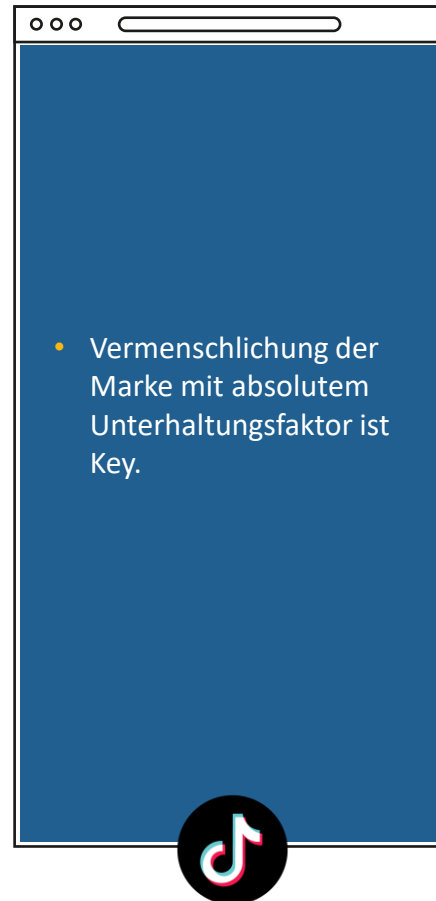 • Vermenschlichung der
Marke mit absolutem
Unterhaltungsfaktor ist
Key.